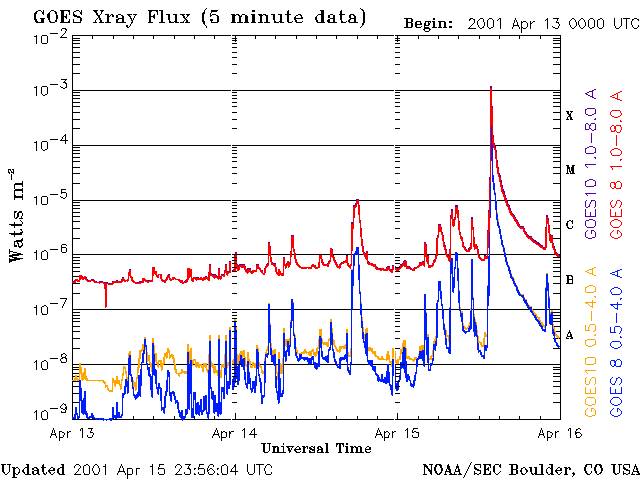 GOES Xray Flux (5 minute data)
Begin: 2001 Apr 13 0000 UTC
10⁻²
10⁻³
10⁻⁴
10⁻⁵
10⁻⁶
10⁻⁷
10⁻⁸
10⁻⁹
Watts m⁻²
X
M
C
B
A
GOES10 1.0-8.0 A
GOES 8 1.0-8.0 A
GOES10 0.5-4.0 A
GOES 8 0.5-4.0 A
Apr 13
Apr 14
Apr 15
Apr 16
Universal Time
Updated 2001 Apr 15 23:56:04 UTC
NOAA/SEC Boulder, CO USA